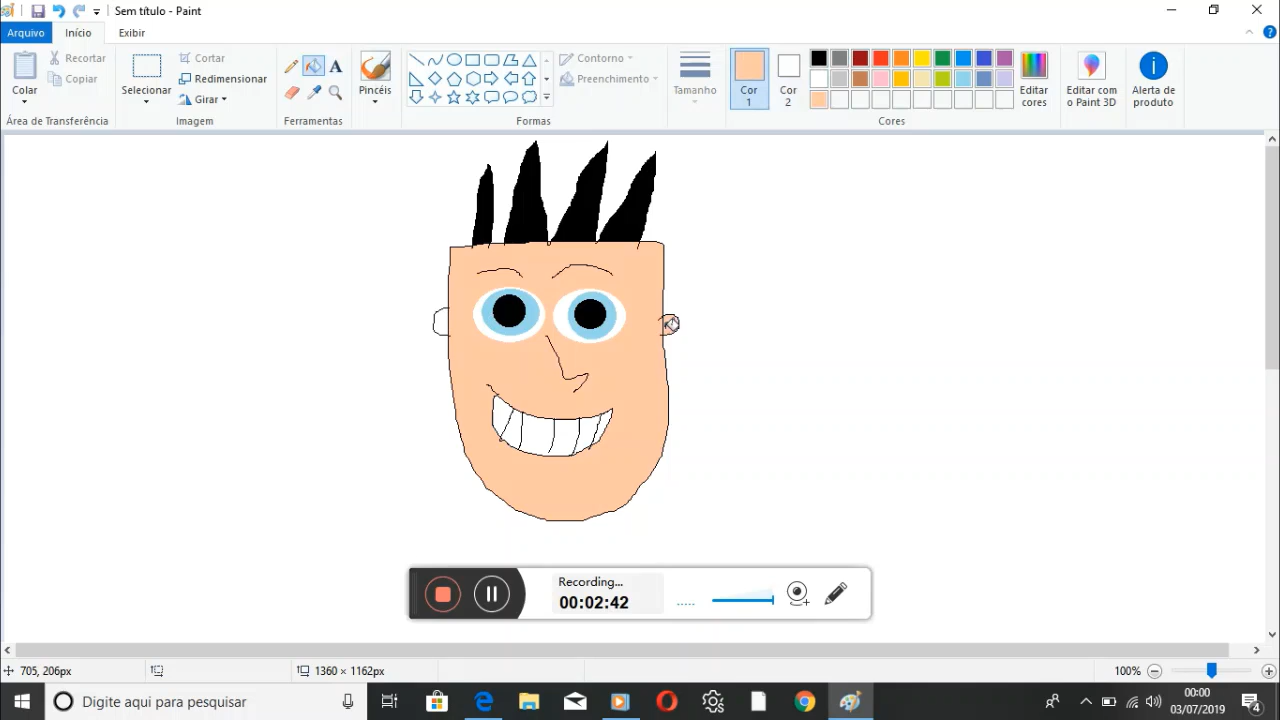 Sem título - Paint
Arquivo
Início
Exibir
Colar
Recortar
Copiar
Área de Transferência
Selecionar
Cortar
Redimensionar
Girar
Imagem
A
Ferramentas
Pincéis
Contorno
Preenchimento
Formas
Tamanho
Cor
1
Cor
2
Cores
Editar
cores
Editar com
o Paint 3D
Alerta de
produto
Recording...
00:02:42
705, 206px
1360 × 1162px
100%
Digite aqui para pesquisar
00:00
03/07/2019
4